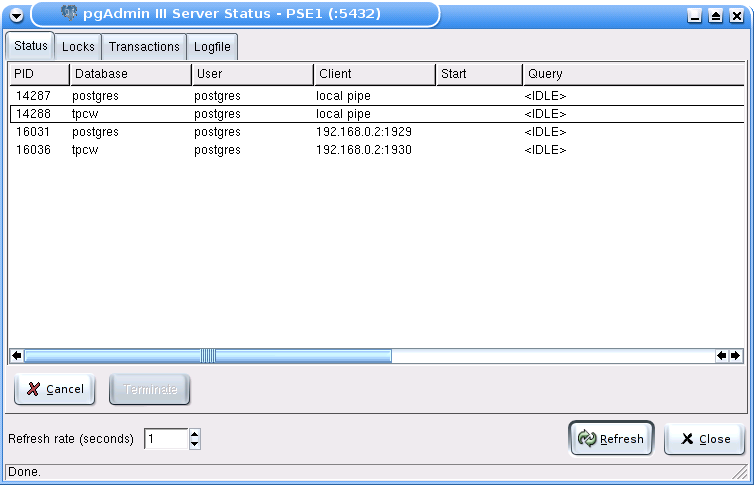 pgAdmin III Server Status - PSE1 (:5432)
Status Locks Transactions Logfile
PID Database User Client Start Query
14287 postgres postgres local pipe <IDLE>
14288 tpcw postgres local pipe <IDLE>
16031 postgres postgres 192.168.0.2:1929 <IDLE>
16036 tpcw postgres 192.168.0.2:1930 <IDLE>
Cancel Terminate
Refresh rate (seconds) 1 Refresh Close
Done.